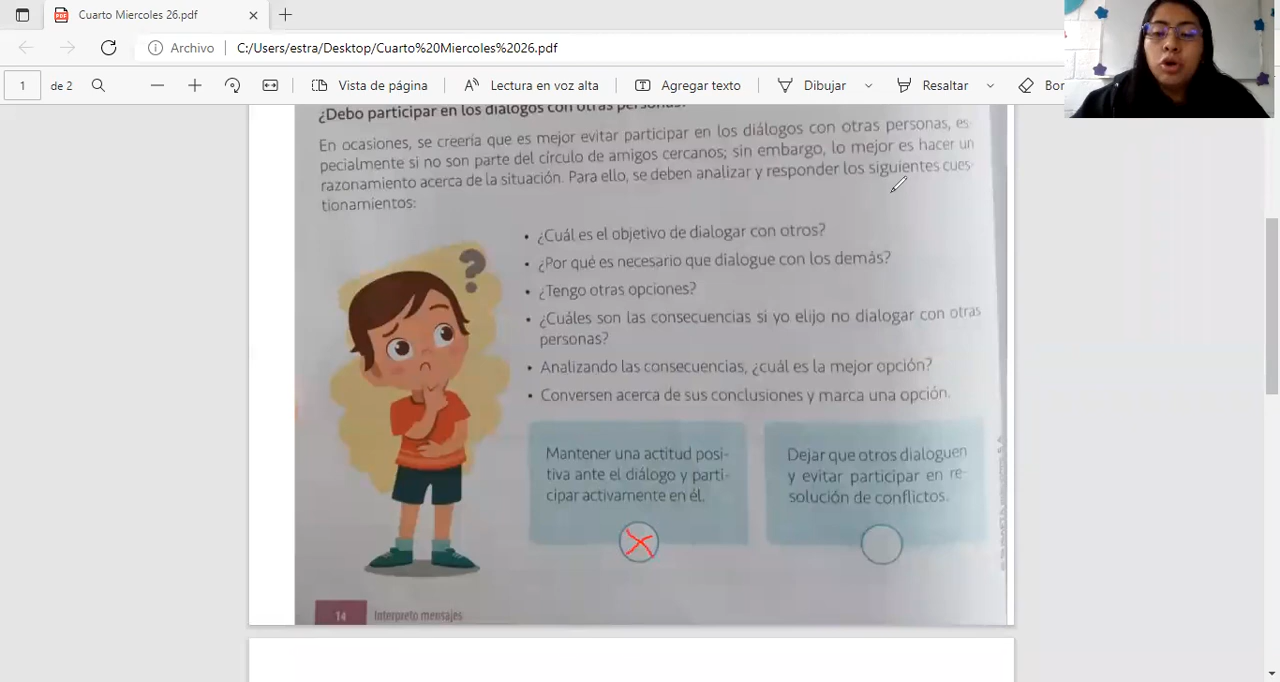 Cuarto Miercoles 26.pdf
Archivo
C:/Users/estra/Desktop/Cuarto%20Miercoles%2026.pdf
1
de 2
Vista de página
Lectura en voz alta
Agregar texto
Dibujar
Resaltar
Bor
¿Debo participar en los diálogos con otras personas?
En ocasiones, se creería que es mejor evitar participar en los diálogos con otras personas, es-
pecialmente si no son parte del círculo de amigos cercanos; sin embargo, lo mejor es hacer un
razonamiento acerca de la situación. Para ello, se deben analizar y responder los siguientes cues-
tionamientos:
• ¿Cuál es el objetivo de dialogar con otros?
• ¿Por qué es necesario que dialogue con los demás?
• ¿Tengo otras opciones?
• ¿Cuáles son las consecuencias si yo elijo no dialogar con otras
personas?
• Analizando las consecuencias, ¿cuál es la mejor opción?
• Conversen acerca de sus conclusiones y marca una opción.
Mantener una actitud posi-
tiva ante el diálogo y parti-
cipar activamente en él.
Dejar que otros dialoguen
y evitar participar en re-
solución de conflictos.
14
Interpreto mensajes